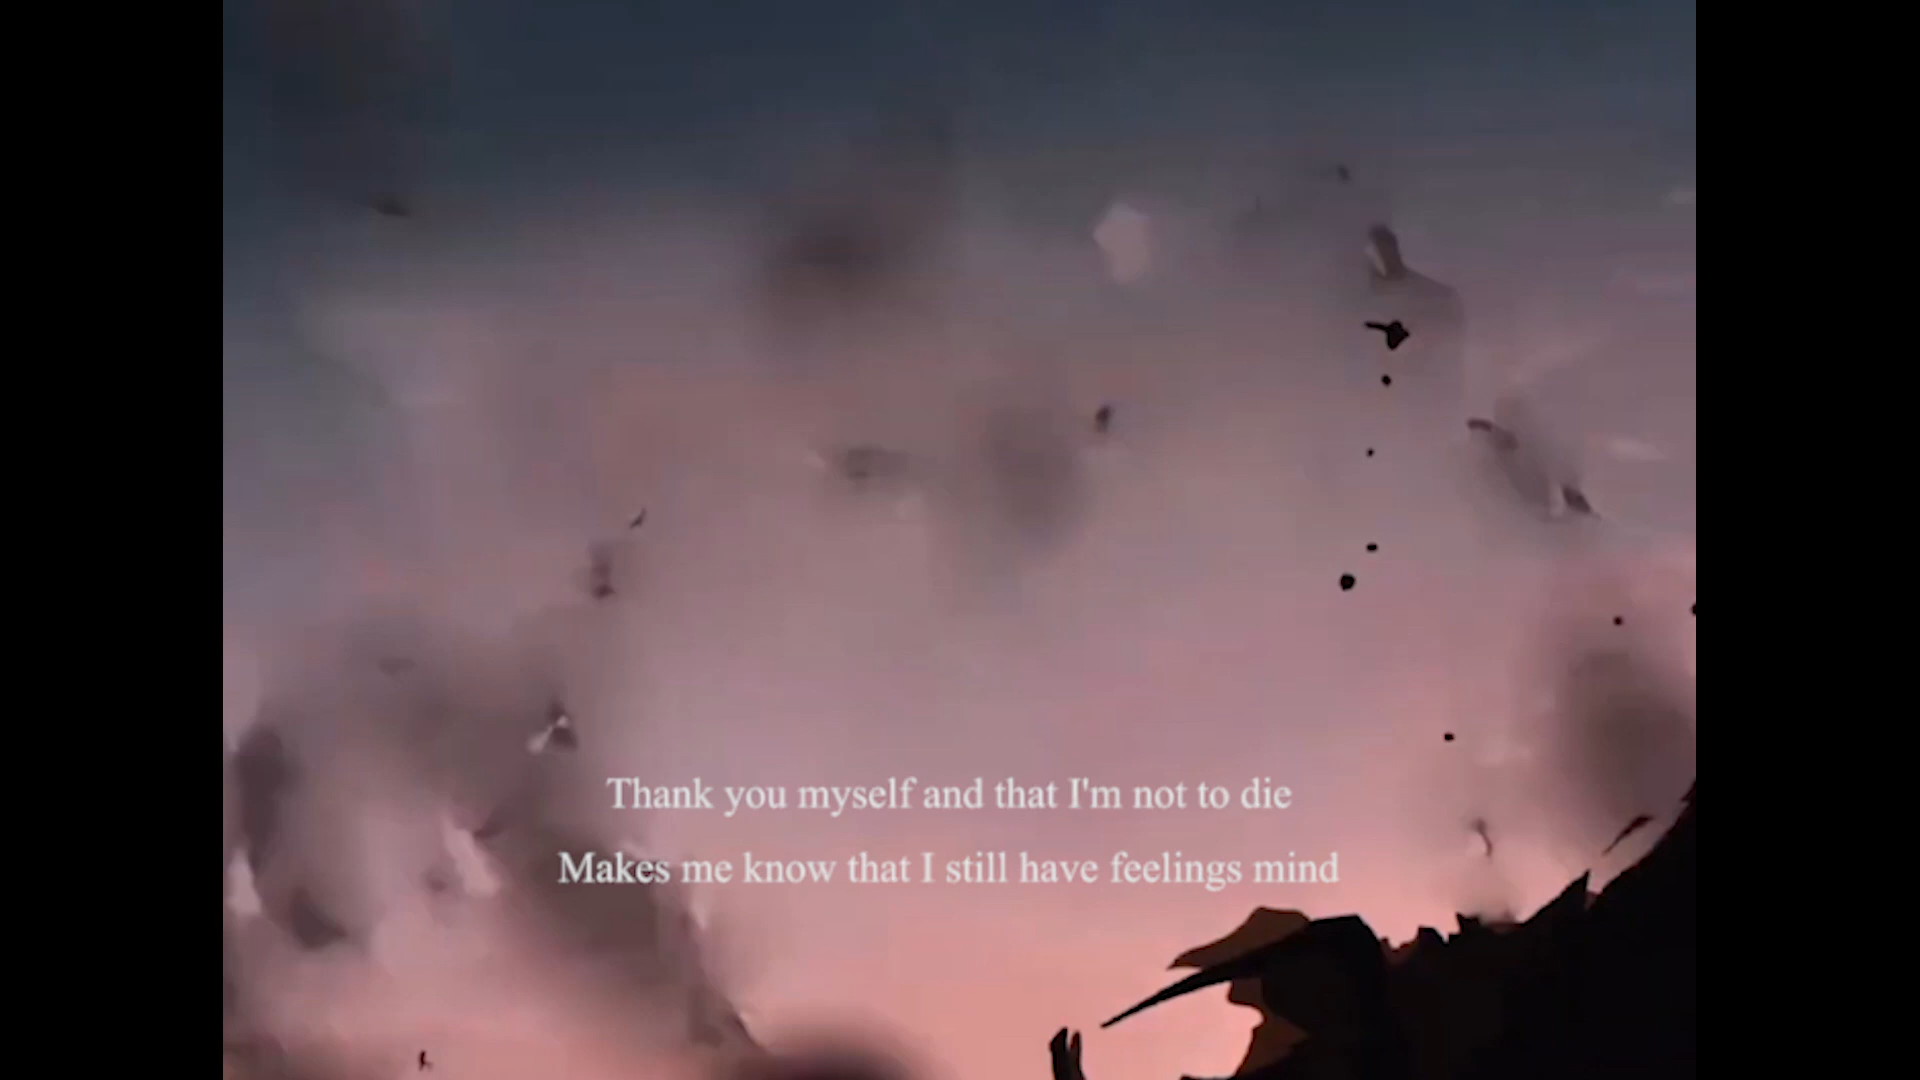 Thank you myself and that I'm not to die
Makes me know that I still have feelings mind